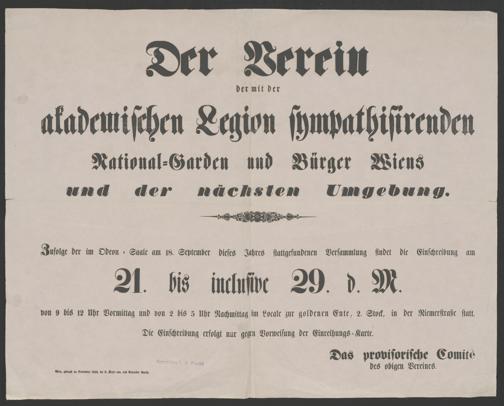 Der Verein
der mit der
akademischen Legion sympathisirenden
National-Garden und Bürger Wiens
und der nächsten Umgebung.
Zufolge der im Odeon-Saale am 18. September dieses Jahres stattgefundenen Versammlung findet die Einschreibung am
21. bis inclusive 29. d. M.
von 9 bis 12 Uhr Vormittag und von 2 bis 5 Uhr Nachmittag im Locale zur goldenen Ente, 2. Stock, in der Riemerstraße statt.
Die Einschreibung erfolgt nur gegen Vorweisung der Einreihungs-Karte.
Das provisorische Comité
des obigen Vereines.